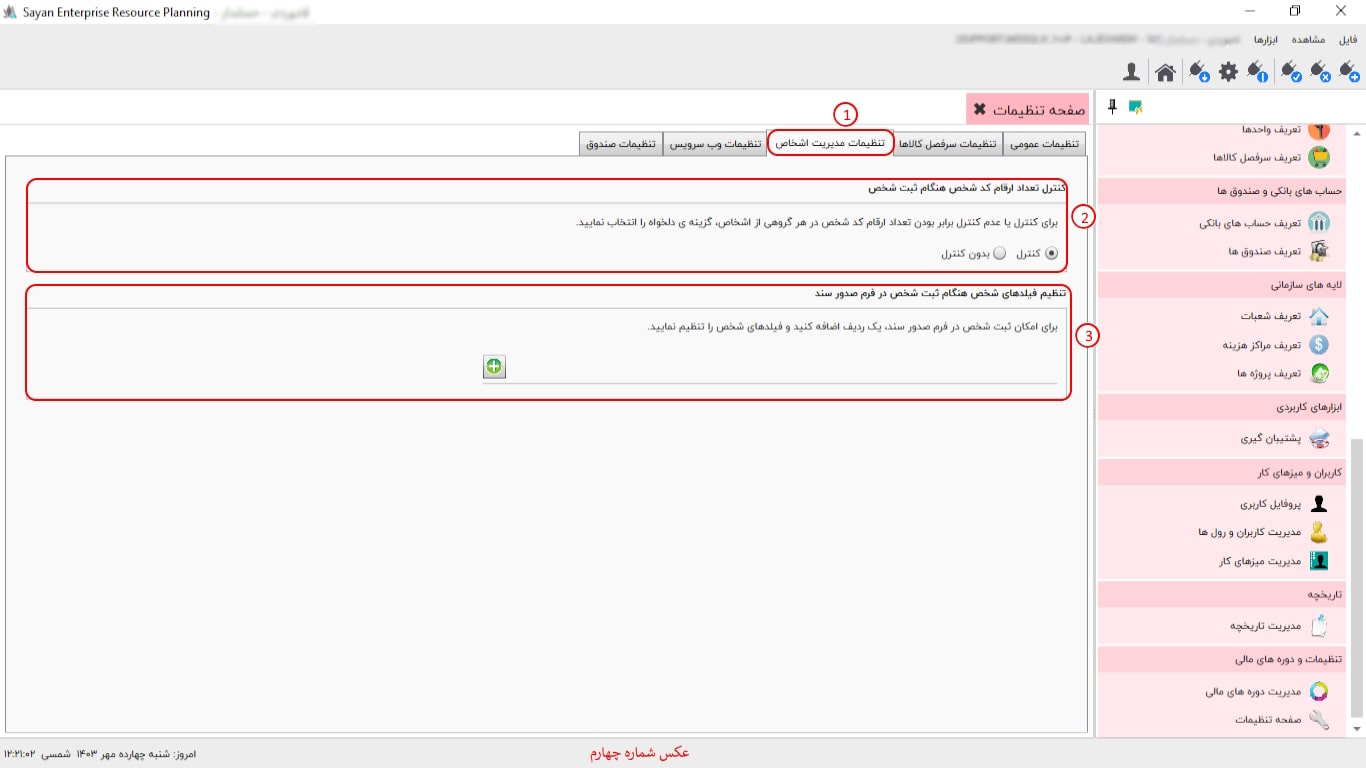 Sayan Enterprise Resource Planning
فایل
مشاهده
ابزارها
صفحه تنظیمات
1
تنظیمات عمومی
تنظیمات سرفصل کالاها
تنظیمات مدیریت اشخاص
تنظیمات وب سرویس
تنظیمات صندوق
کنترل تعداد ارقام کد شخص هنگام ثبت شخص
برای کنترل یا عدم کنترل برابر بودن تعداد ارقام کد شخص در هر گروهی از اشخاص، گزینه ی دلخواه را انتخاب نمایید.
کنترل
بدون کنترل
2
تنظیم فیلدهای شخص هنگام ثبت شخص در فرم صدور سند
برای امکان ثبت شخص در فرم صدور سند، یک ردیف اضافه کنید و فیلدهای شخص را تنظیم نمایید.
3
تعریف واحدها
تعریف سرفصل کالاها
حساب های بانکی و صندوق ها
تعریف حساب های بانکی
تعریف صندوق ها
لایه های سازمانی
تعریف شعبات
تعریف مراکز هزینه
تعریف پروژه ها
ابزارهای کاربردی
پشتیبان گیری
کاربران و میزهای کار
پروفایل کاربری
مدیریت کاربران و رول ها
مدیریت میزهای کار
تاریخچه
مدیریت تاریخچه
تنظیمات و دوره های مالی
مدیریت دوره های مالی
صفحه تنظیمات
امروز: شنبه چهارده مهر ۱۴۰۳ شمسی ۱۲:۲۱:۰۲
عکس شماره چهارم